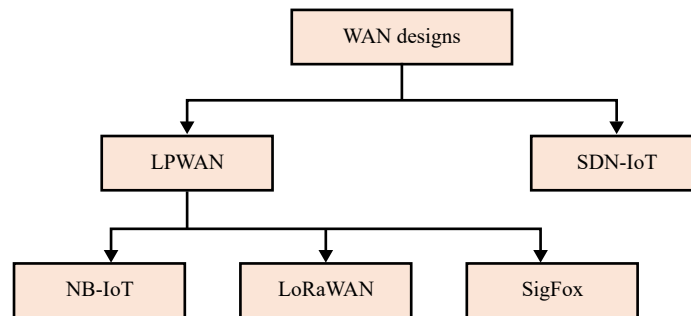 WAN designs
LPWAN
SDN-IoT
NB-IoT
LoRaWAN
SigFox